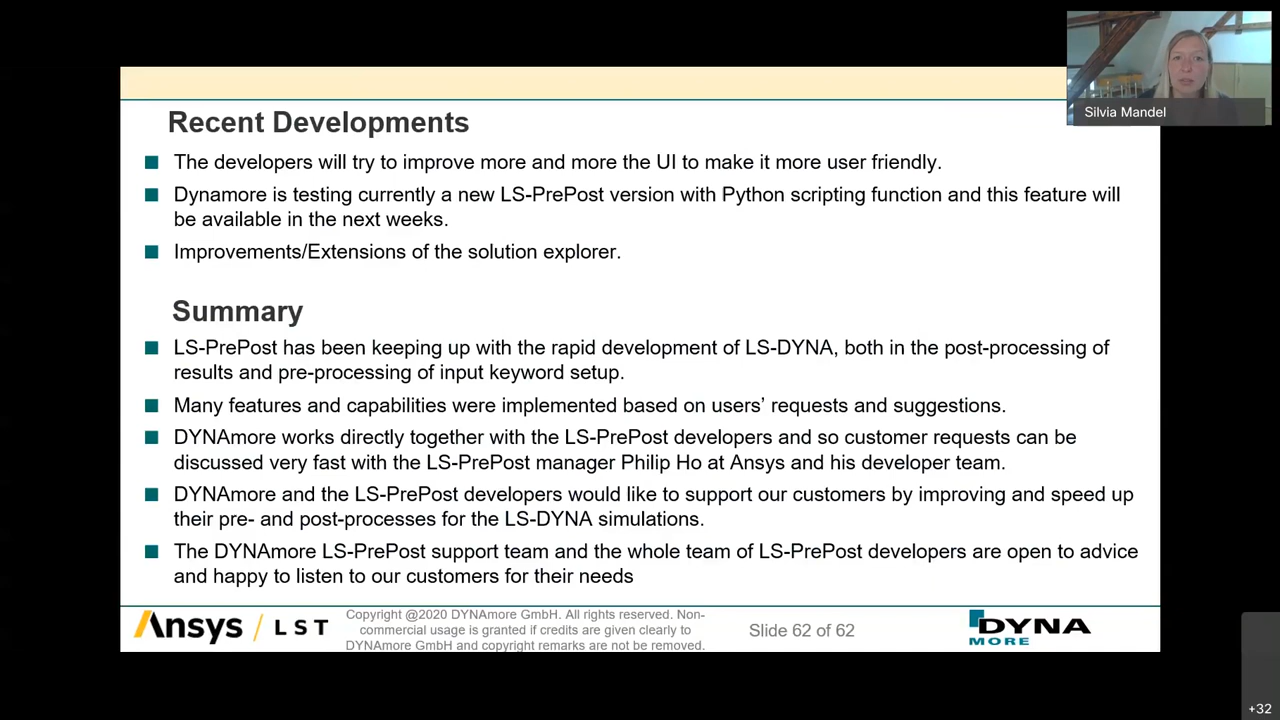 Silvia Mandel
Recent Developments
The developers will try to improve more and more the UI to make it more user friendly.
Dynamore is testing currently a new LS-PrePost version with Python scripting function and this feature will
be available in the next weeks.
Improvements/Extensions of the solution explorer.
Summary
LS-PrePost has been keeping up with the rapid development of LS-DYNA, both in the post-processing of
results and pre-processing of input keyword setup.
Many features and capabilities were implemented based on users' requests and suggestions.
DYNAmore works directly together with the LS-PrePost developers and so customer requests can be
discussed very fast with the LS-PrePost manager Philip Ho at Ansys and his developer team.
DYNAmore and the LS-PrePost developers would like to support our customers by improving and speed up
their pre- and post-processes for the LS-DYNA simulations.
The DYNAmore LS-PrePost support team and the whole team of LS-PrePost developers are open to advice
and happy to listen to our customers for their needs
Ansys / LST
Copyright @2020 DYNAmore GmbH. All rights reserved. Non-
commercial usage is granted if credits are given clearly to
DYNAmore GmbH and copyright remarks are not be removed.
Slide 62 of 62
DYNA
MORE
+32